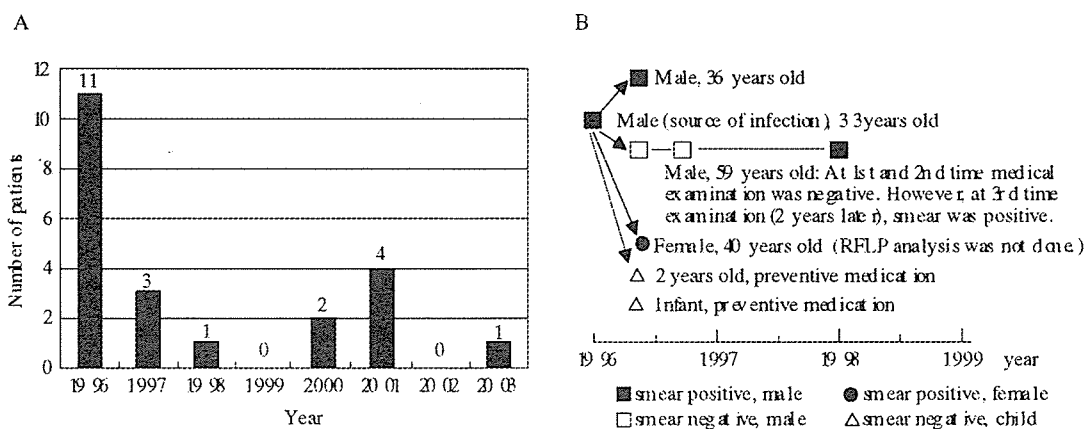 A
12
11
10
8
6
4
2
0
3
1
0
2
4
0
1
1996 1997 1998 1999 2000 2001 2002 2003
Number of patients
Year
B
Male, 36 years old
Male (source of infection), 33 years old
Male, 59 years old: At 1st and 2nd time medical
examination was negative. However, at 3rd time
examination (2 years later), smear was positive.
Female, 40 years old (RFLP analysis was not done)
2 years old, preventive medication
Infant, preventive medication
1996 1997 1998 1999 year
smear positive, male smear positive, female
smear negative, male smear negative, child